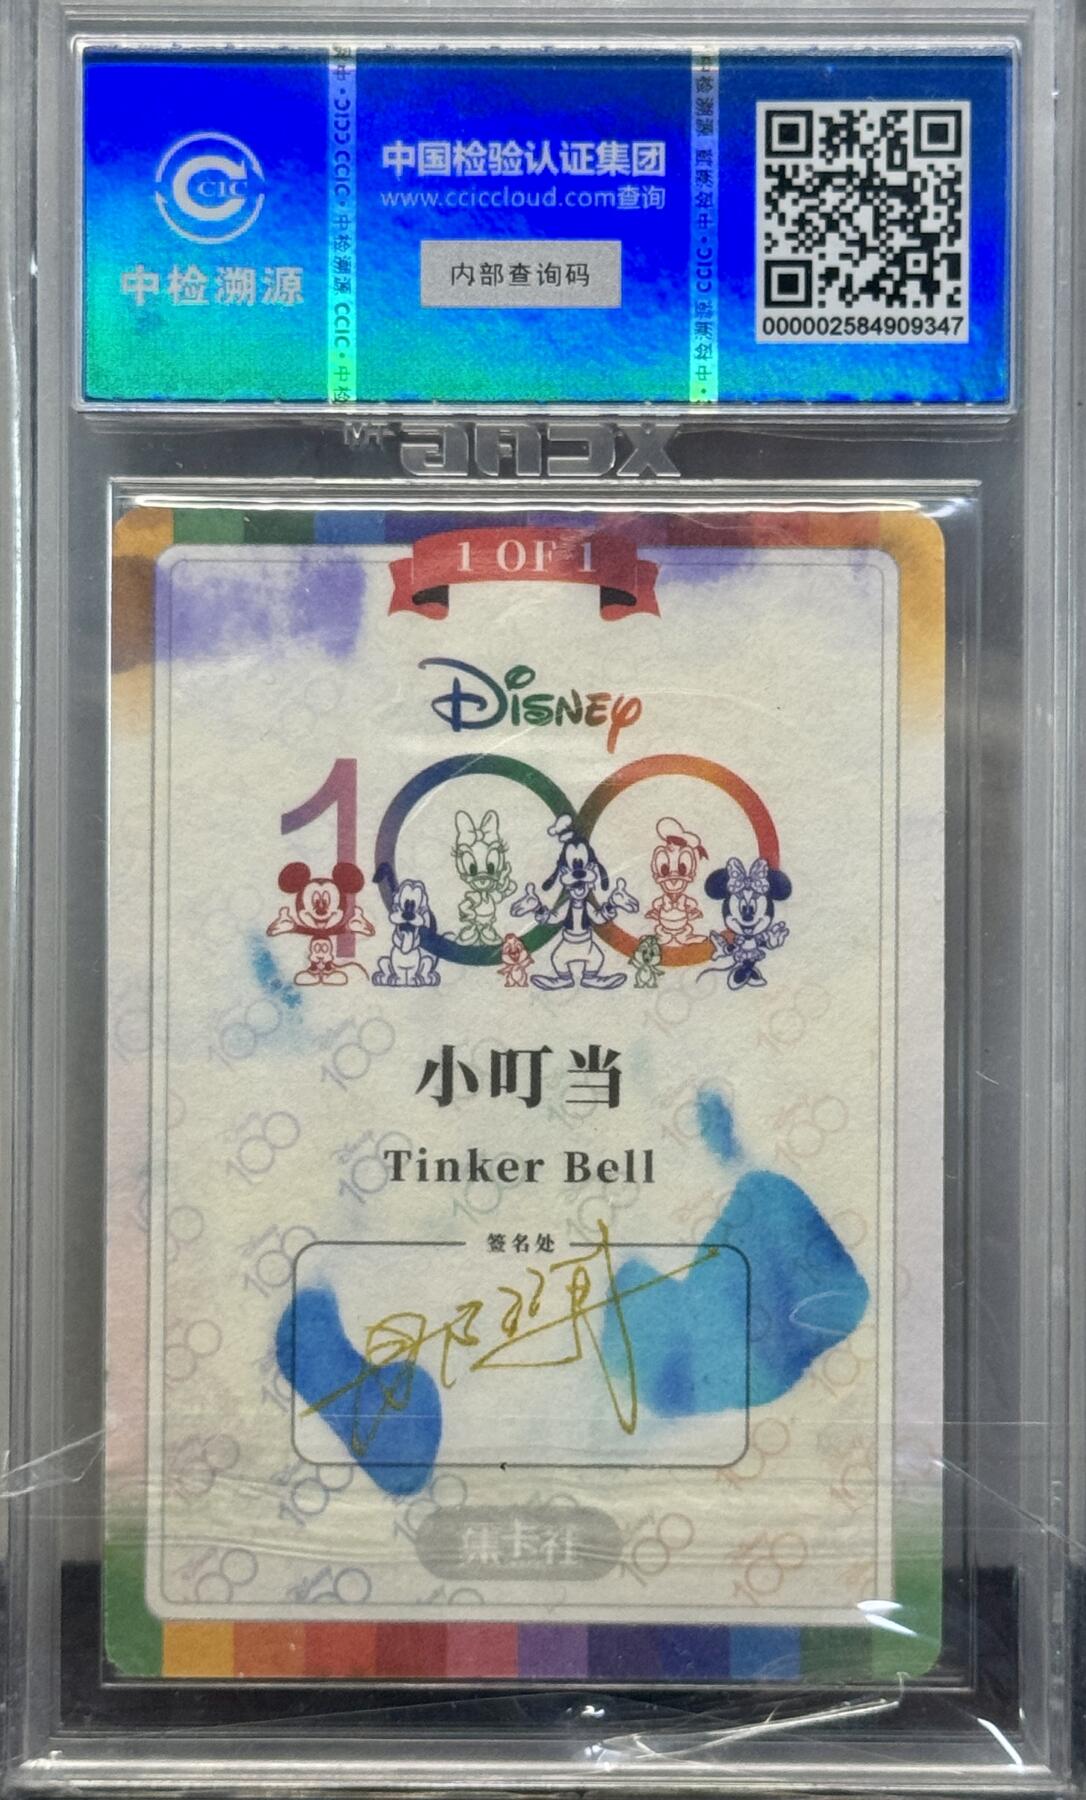 CCIC
中检溯源
中国检验认证集团
www.cciccloud.com查询
内部查询码
000002584909347
1 OF 1
Disney
100
小叮当
Tinker Bell
签名处
集卡社